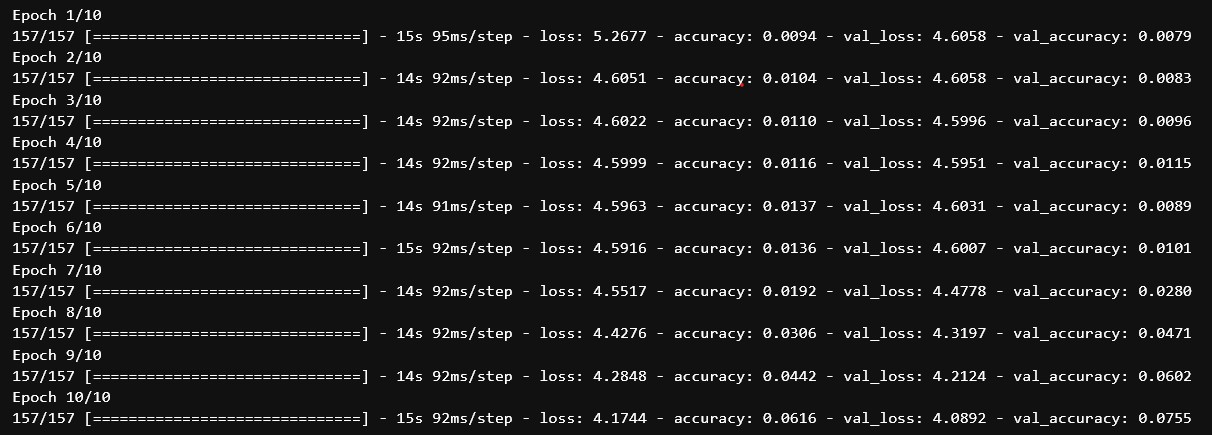 Epoch 1/10
157/157 [==============================] - 15s 95ms/step - loss: 5.2677 - accuracy: 0.0094 - val_loss: 4.6058 - val_accuracy: 0.0079
Epoch 2/10
157/157 [==============================] - 14s 92ms/step - loss: 4.6051 - accuracy: 0.0104 - val_loss: 4.6058 - val_accuracy: 0.0083
Epoch 3/10
157/157 [==============================] - 14s 92ms/step - loss: 4.6022 - accuracy: 0.0110 - val_loss: 4.5996 - val_accuracy: 0.0096
Epoch 4/10
157/157 [==============================] - 14s 92ms/step - loss: 4.5999 - accuracy: 0.0116 - val_loss: 4.5951 - val_accuracy: 0.0115
Epoch 5/10
157/157 [==============================] - 14s 91ms/step - loss: 4.5963 - accuracy: 0.0137 - val_loss: 4.6031 - val_accuracy: 0.0089
Epoch 6/10
157/157 [==============================] - 15s 92ms/step - loss: 4.5916 - accuracy: 0.0136 - val_loss: 4.6007 - val_accuracy: 0.0101
Epoch 7/10
157/157 [==============================] - 14s 92ms/step - loss: 4.5517 - accuracy: 0.0192 - val_loss: 4.4778 - val_accuracy: 0.0280
Epoch 8/10
157/157 [==============================] - 14s 92ms/step - loss: 4.4276 - accuracy: 0.0306 - val_loss: 4.3197 - val_accuracy: 0.0471
Epoch 9/10
157/157 [==============================] - 14s 92ms/step - loss: 4.2848 - accuracy: 0.0442 - val_loss: 4.2124 - val_accuracy: 0.0602
Epoch 10/10
157/157 [==============================] - 15s 92ms/step - loss: 4.1744 - accuracy: 0.0616 - val_loss: 4.0892 - val_accuracy: 0.0755